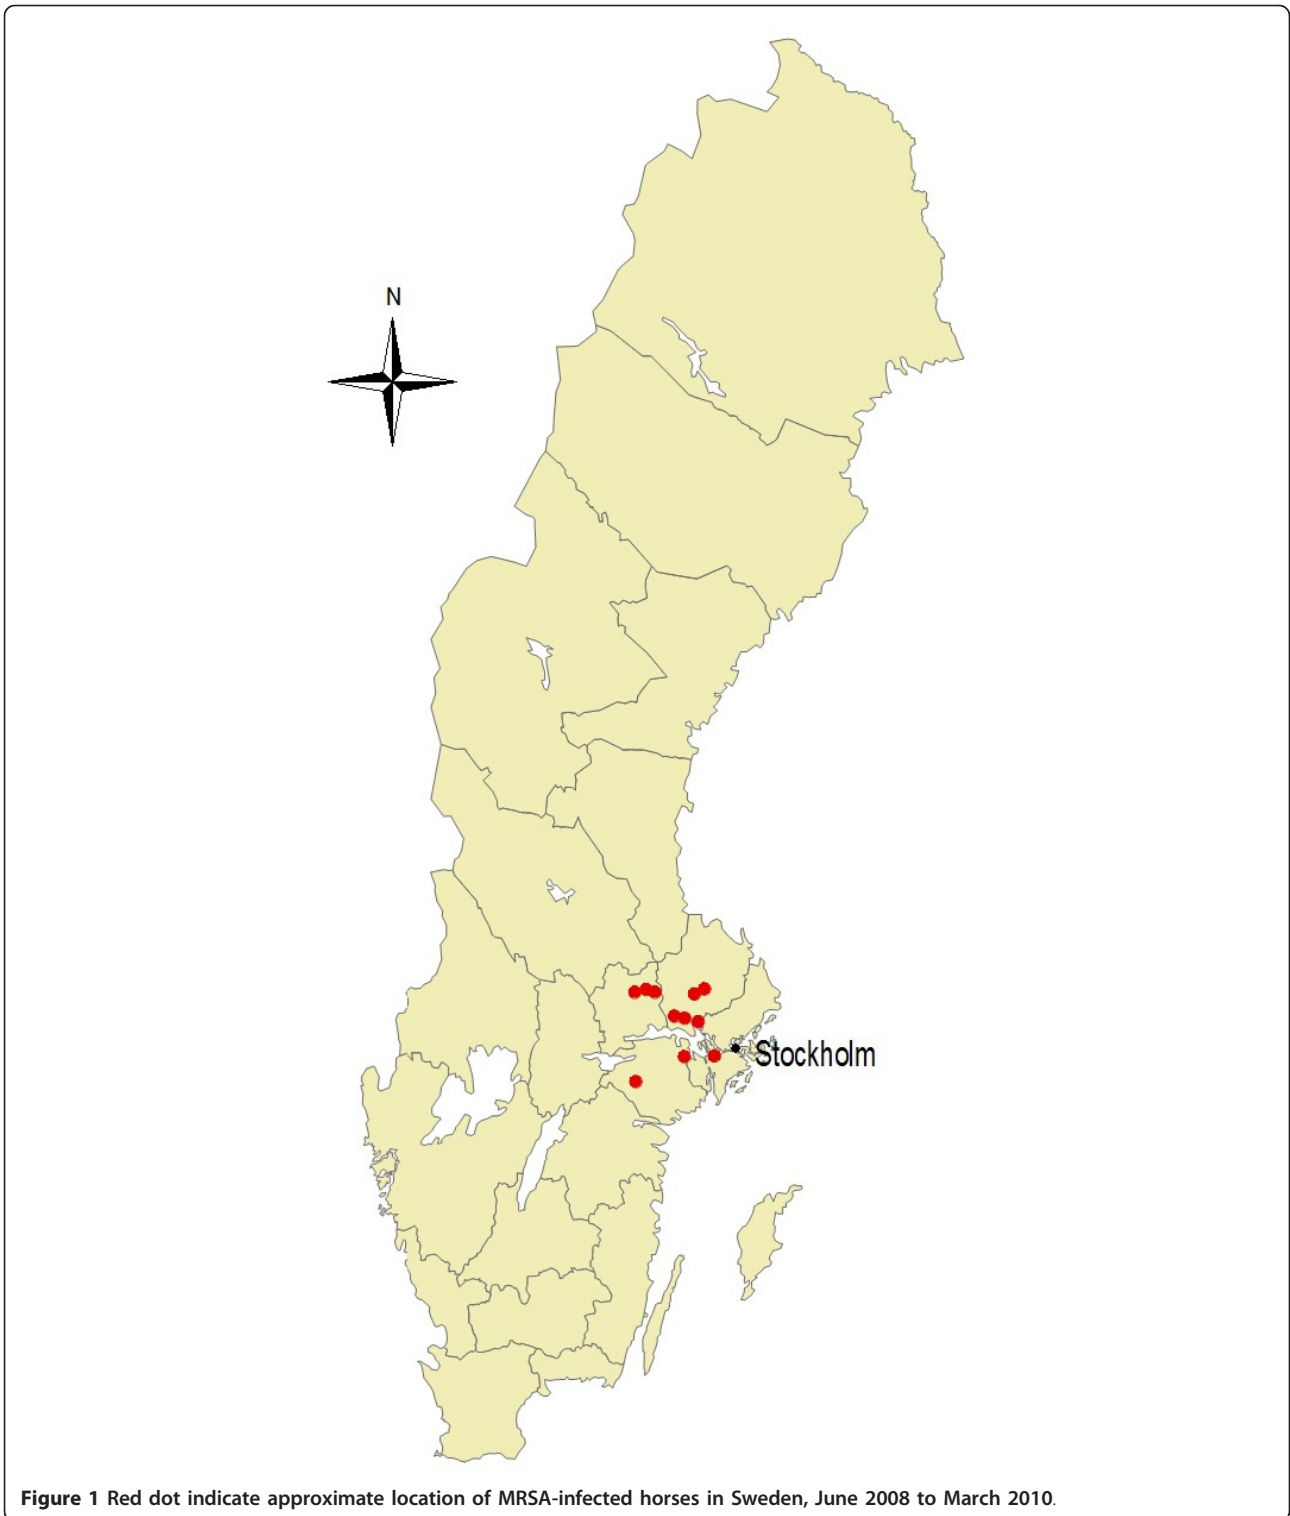 N
Stockholm
Figure 1 Red dot indicate approximate location of MRSA-infected horses in Sweden, June 2008 to March 2010.